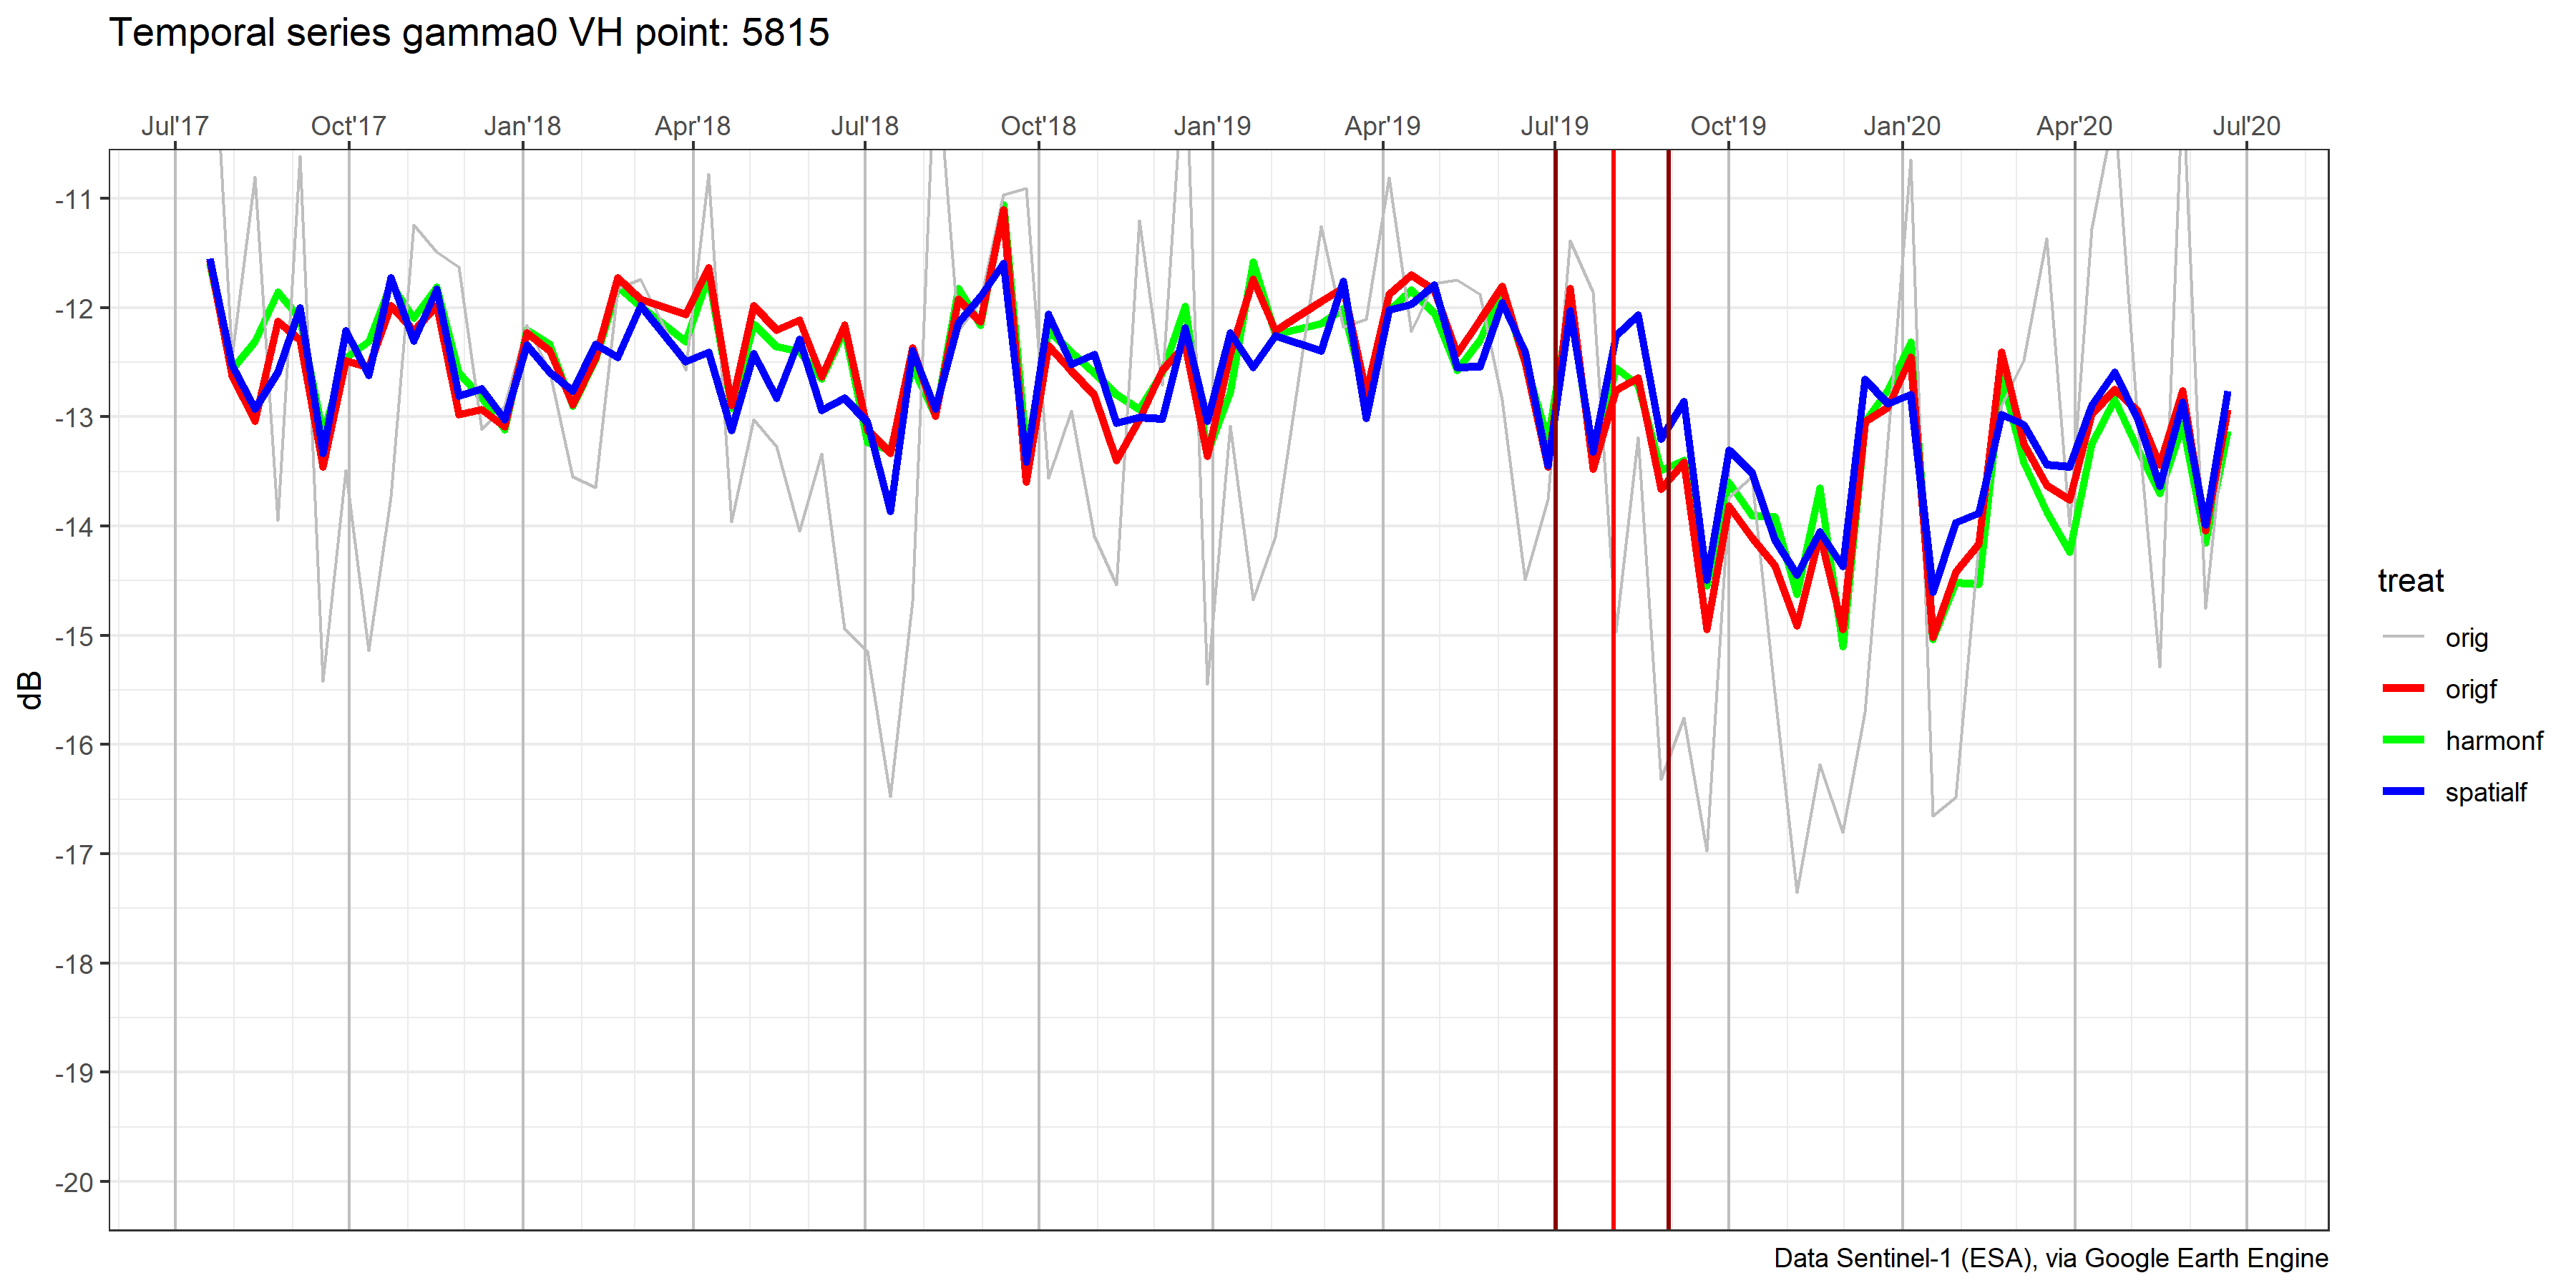 Temporal series gamma0 VH point: 5815
Jul'17 Oct'17 Jan'18 Apr'18 Jul'18 Oct'18 Jan'19 Apr'19 Jul'19 Oct'19 Jan'20 Apr'20 Jul'20
-11
-12
-13
-14
-15
-16
-17
-18
-19
-20
dB
treat
orig
origf
harmonf
spatialf
Data Sentinel-1 (ESA), via Google Earth Engine